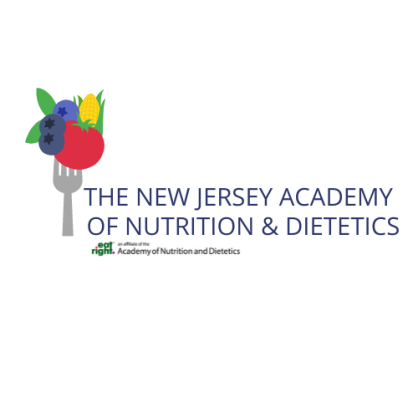 THE NEW JERSEY ACADEMY
OF NUTRITION & DIETETICS
eat right. an affiliate of the
Academy of Nutrition and Dietetics